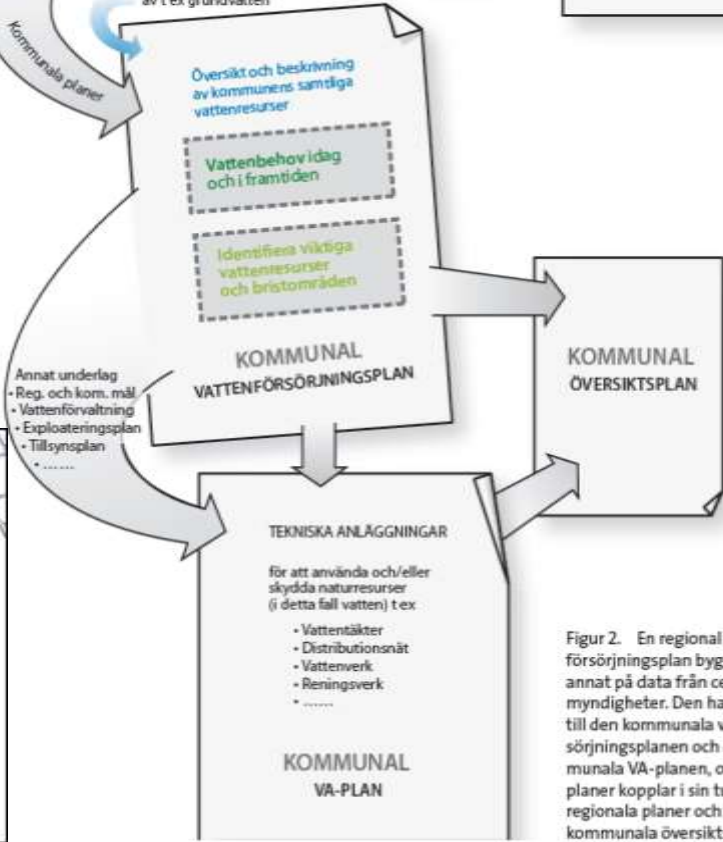 av t ex grundvatten
Kommunala planer
Översikt och beskrivning
av kommunens samtliga
vattenresurser
Vattenbehov idag
och i framtiden
Identifiera viktiga
vattenresurser
och bristområden
KOMMUNAL
VATTENFÖRSÖRJNINGSPLAN
Annat underlag
• Reg. och kom. mål
• Vattenförvaltning
• Exploateringsplan
• Tillsynsplan
• ......
KOMMUNAL
ÖVERSIKTSPLAN
TEKNISKA ANLÄGGNINGAR
för att använda och/eller
skydda naturresurser
(i detta fall vatten) t ex
• Vattentäkter
• Distributionsnät
• Vattenverk
• Reningsverk
• ......
KOMMUNAL
VA-PLAN
Figur 2. En regional
försörjningsplan byg
annat på data från ce
myndigheter. Den ha
till den kommunala v
sörjningsplanen och
munala VA-planen, o
planer kopplar i sin t
regionala planer och
kommunala översikt